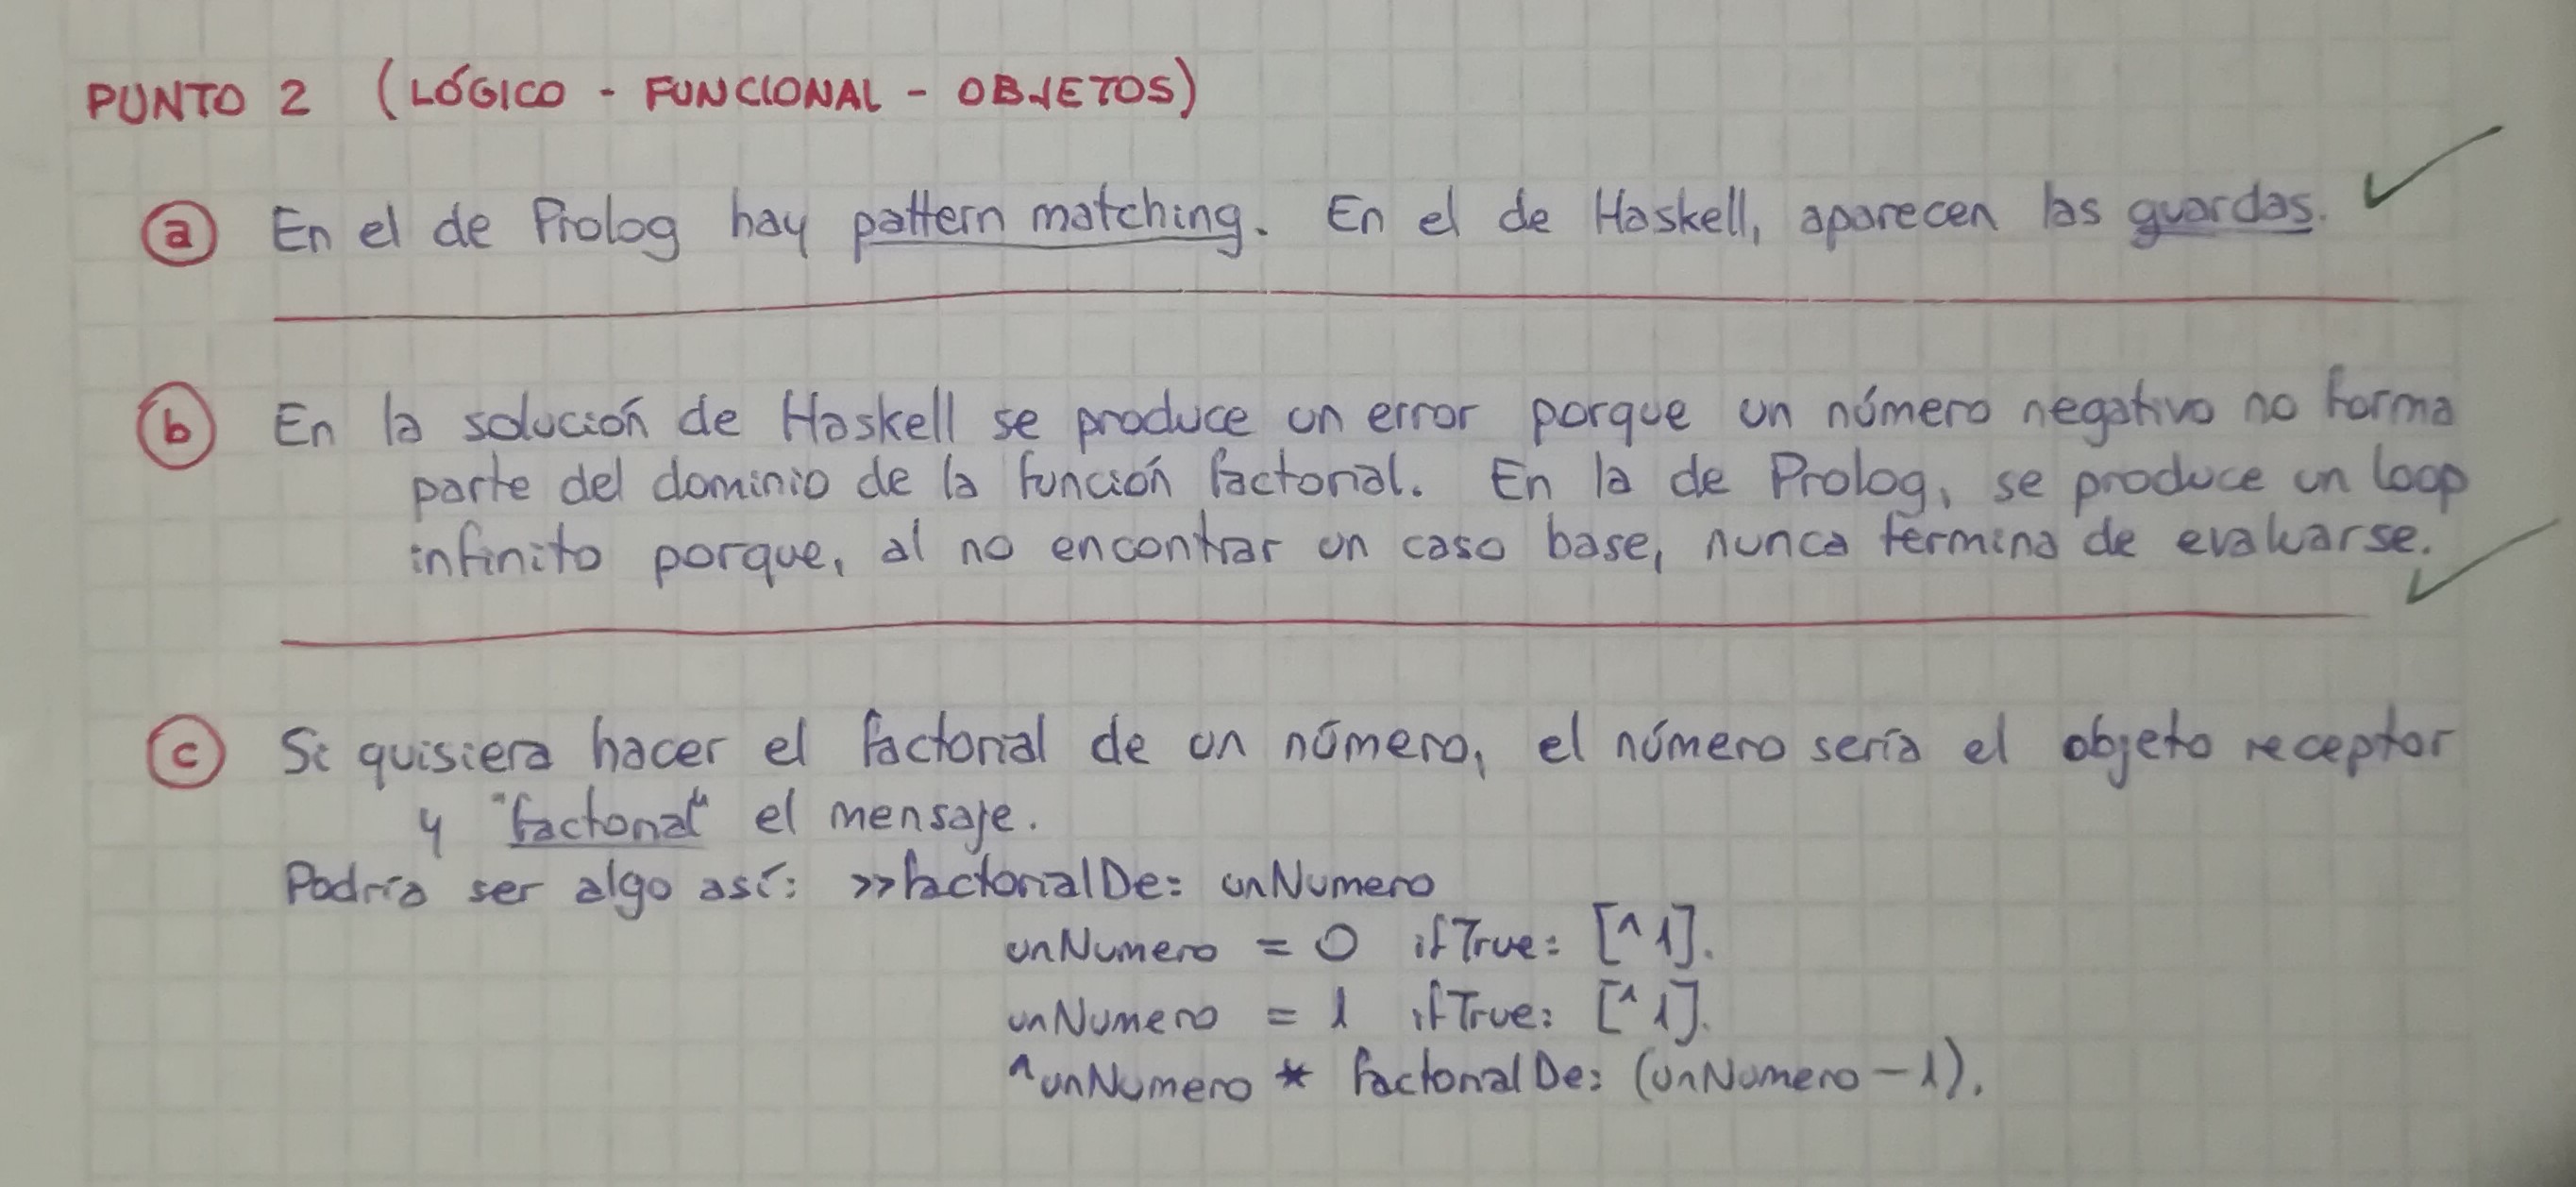 PUNTO 2 (LÓGICO - FUNCIONAL - OBJETOS)
a En el de Prolog hay pattern matching. En el de Haskell, aparecen las guardas.
b En la solución de Haskell se produce un error porque un número negativo no forma
parte del dominio de la función factorial. En la de Prolog, se produce un loop
infinito porque, al no encontrar un caso base, nunca termina de evaluarse.
c Si quisiera hacer el factorial de un número, el número sería el objeto receptor
y "factorial" el mensaje.
Podría ser algo así: >>factorialDe: unNumero
unNumero = 0 ifTrue: [^1].
unNumero = 1 ifTrue: [^1].
^unNumero * factorialDe: (unNumero - 1).